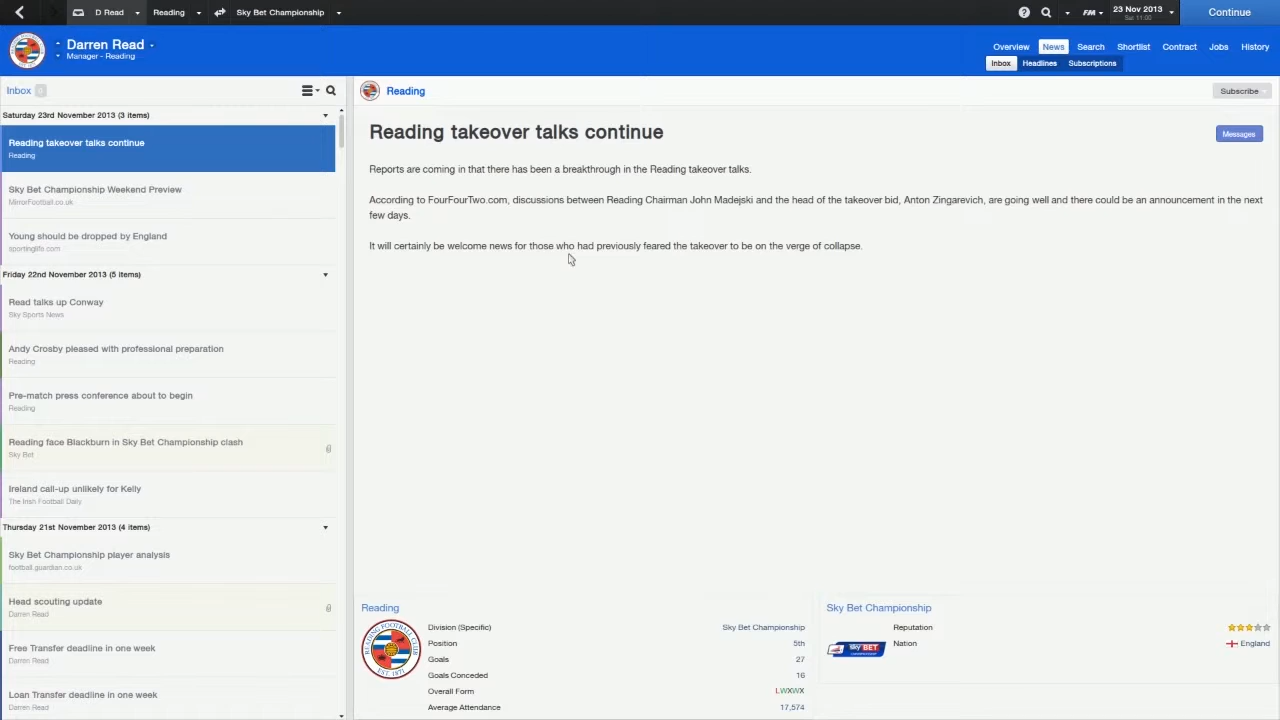 D Read
Reading
Sky Bet Championship
FM
23 Nov 2013
Sat 11:00
Continue
Darren Read
Manager - Reading
Overview
News
Search
Shortlist
Contract
Jobs
History
Inbox
Headlines
Subscriptions
Inbox
Reading
Subscribe
Saturday 23rd November 2013 (3 items)
Reading takeover talks continue
Reading
Sky Bet Championship Weekend Preview
MirrorFootball.co.uk
Young should be dropped by England
sportinglife.com
Friday 22nd November 2013 (5 items)
Read talks up Conway
Sky Sports News
Andy Crosby pleased with professional preparation
Reading
Pre-match press conference about to begin
Reading
Reading face Blackburn in Sky Bet Championship clash
Sky Bet
Ireland call-up unlikely for Kelly
The Irish Football Daily
Thursday 21st November 2013 (4 items)
Sky Bet Championship player analysis
football.guardian.co.uk
Head scouting update
Darren Read
Free Transfer deadline in one week
Darren Read
Loan Transfer deadline in one week
Darren Read
Reading takeover talks continue
Messages
Reports are coming in that there has been a breakthrough in the Reading takeover talks.
According to FourFourTwo.com, discussions between Reading Chairman John Madejski and the head of the takeover bid, Anton Zingarevich, are going well and there could be an announcement in the next
few days.
It will certainly be welcome news for those who had previously feared the takeover to be on the verge of collapse.
Reading
READING FOOTBALL CLUB
EST. 1871
Division (Specific) Sky Bet Championship
Position 5th
Goals 27
Goals Conceded 16
Overall Form LWXWX
Average Attendance 17,574
Sky Bet Championship
sky BET
Reputation
Nation England